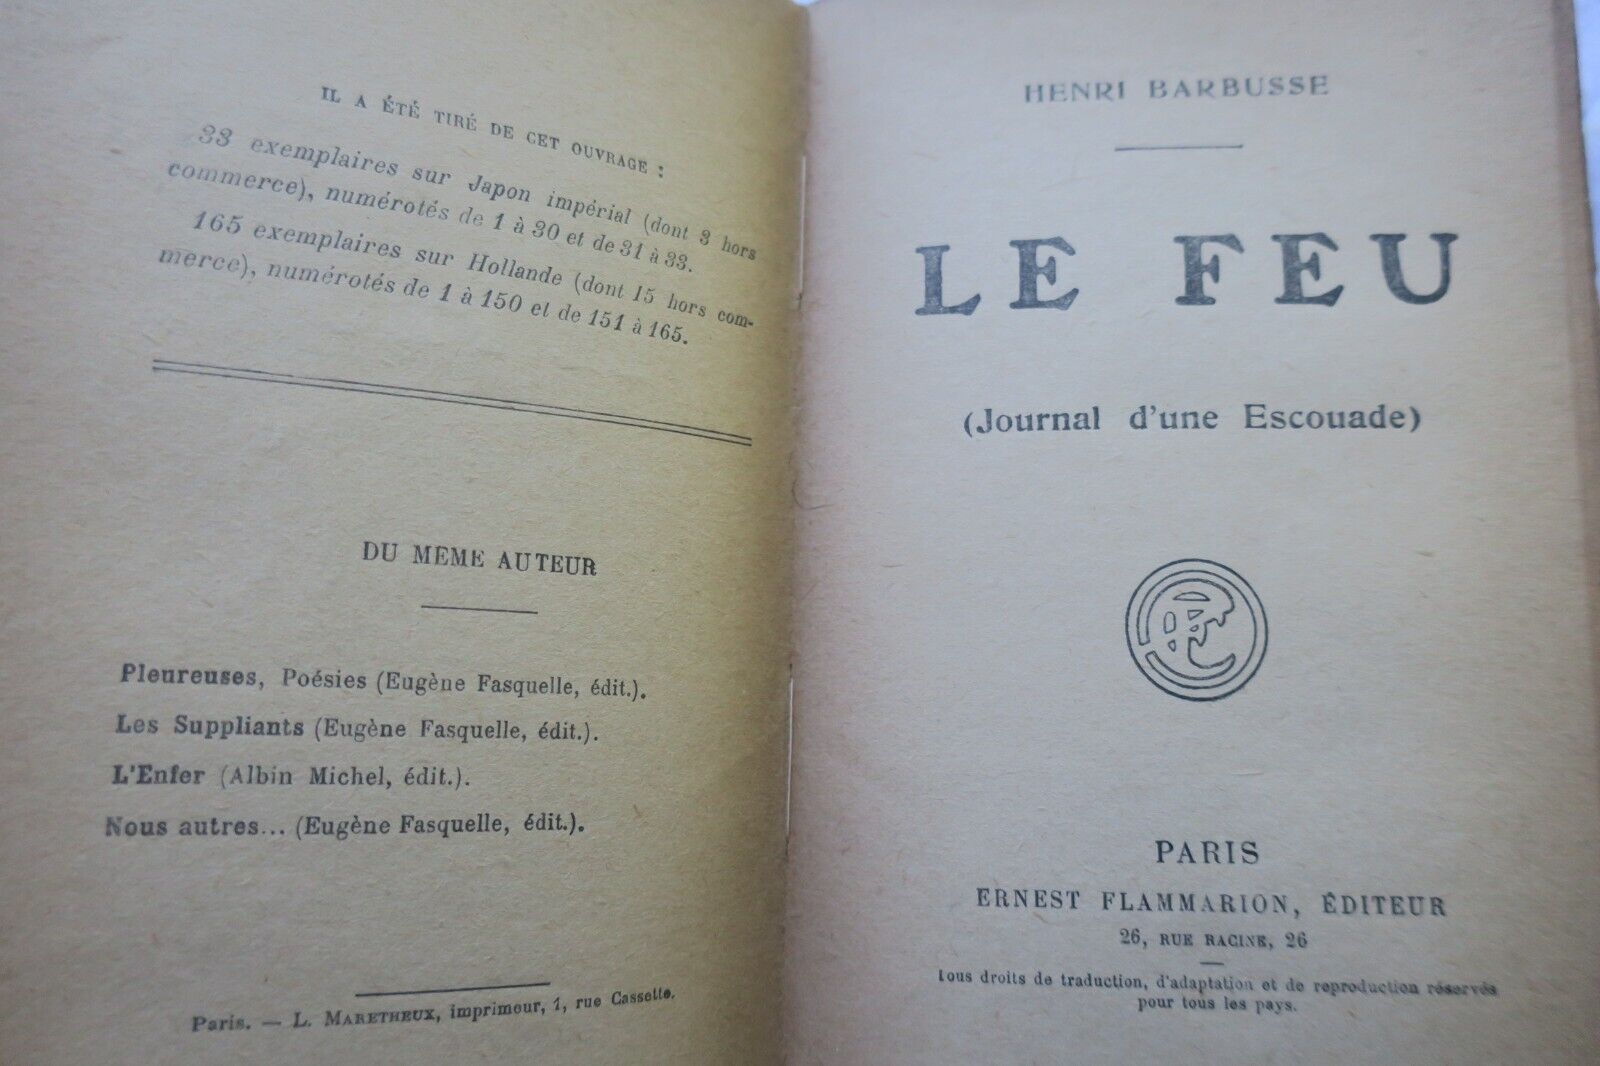 IL A ÉTÉ TIRÉ DE CET OUVRAGE :
33 exemplaires sur Japon impérial (dont 3 hors
commerce), numérotés de 1 à 30 et de 31 à 33.
165 exemplaires sur Hollande (dont 15 hors com-
merce), numérotés de 1 à 150 et de 151 à 165.
DU MEME AUTEUR
Pleureuses, Poésies (Eugène Fasquelle, édit.).
Les Suppliants (Eugène Fasquelle, édit.).
L'Enfer (Albin Michel, édit.).
Nous autres... (Eugène Fasquelle, édit.).
Paris. — L. MARETHEUX, imprimeur, 1, rue Cassette.
HENRI BARBUSSE
LE FEU
(Journal d'une Escouade)
PARIS
ERNEST FLAMMARION, ÉDITEUR
26, RUE RACINE, 26
Tous droits de traduction, d'adaptation et de reproduction réservés
pour tous les pays.